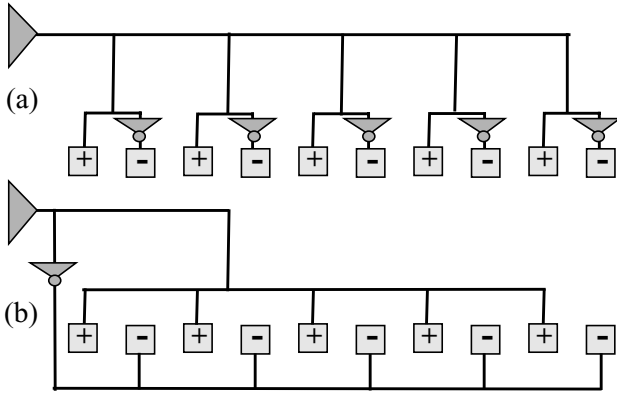 (a)
+ - + - + - + - + -
(b)
+ - + - + - + - + -